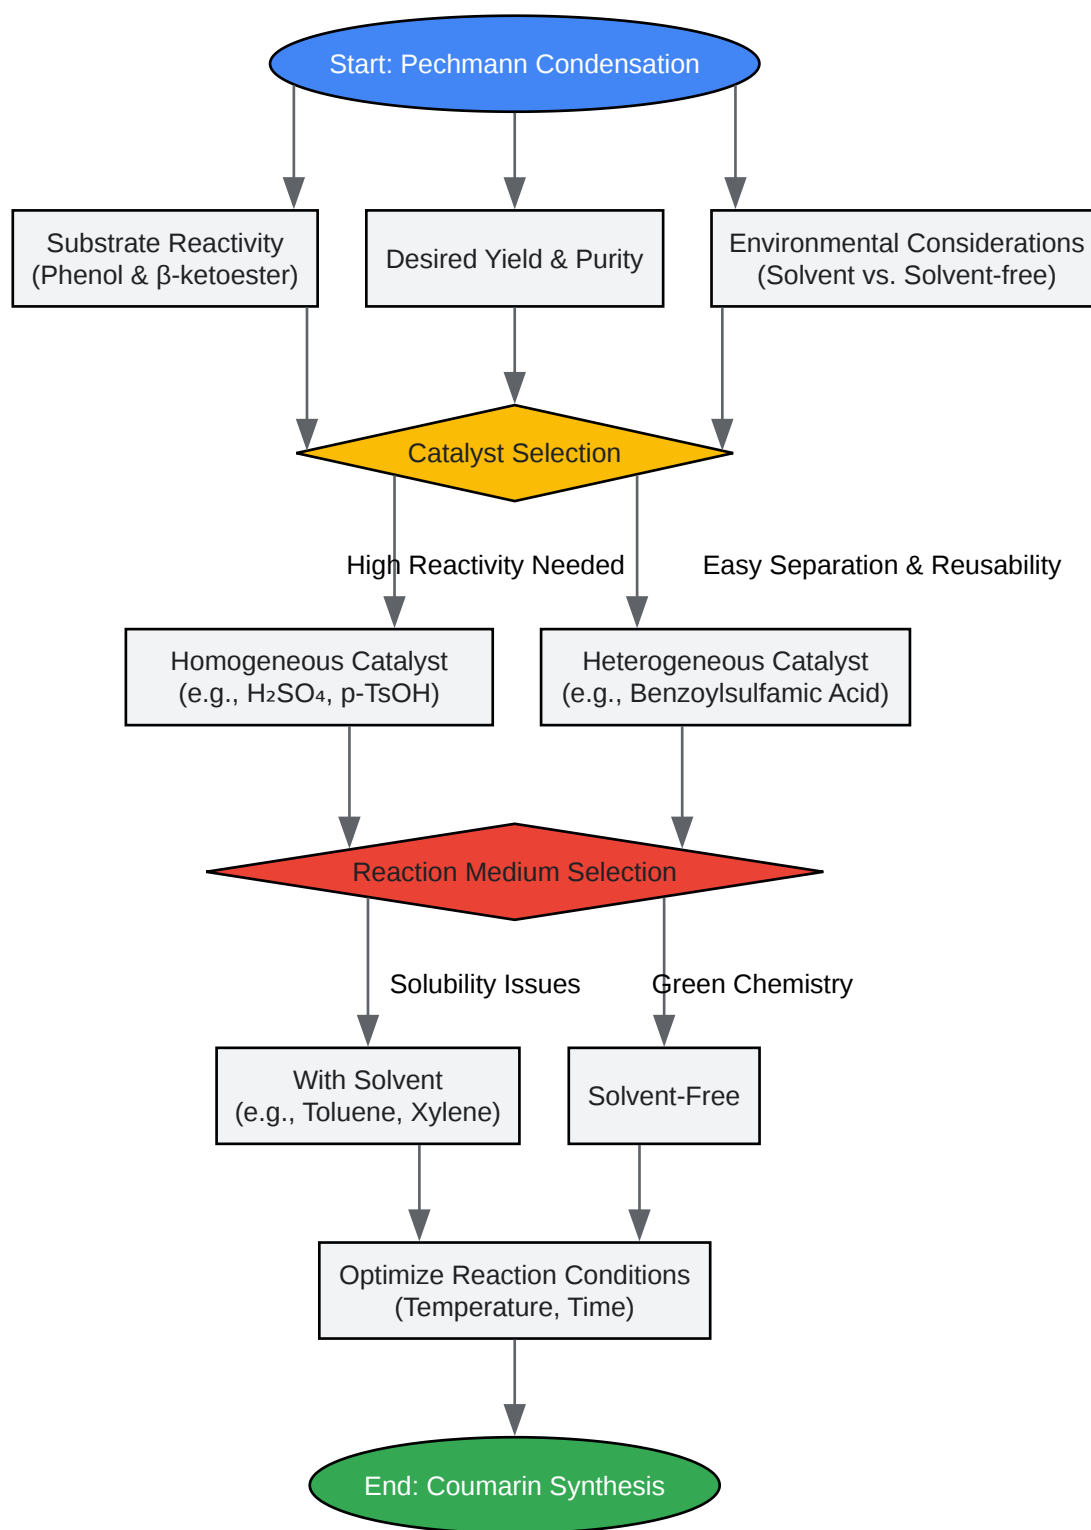 Start: Pechmann Condensation
Substrate Reactivity
(Phenol & β-ketoester)
Desired Yield & Purity
Environmental Considerations
(Solvent vs. Solvent-free)
Catalyst Selection
High Reactivity Needed
Easy Separation & Reusability
Homogeneous Catalyst
(e.g., H₂SO₄, p-TsOH)
Heterogeneous Catalyst
(e.g., Benzoylsulfamic Acid)
Reaction Medium Selection
Solubility Issues
Green Chemistry
With Solvent
(e.g., Toluene, Xylene)
Solvent-Free
Optimize Reaction Conditions
(Temperature, Time)
End: Coumarin Synthesis